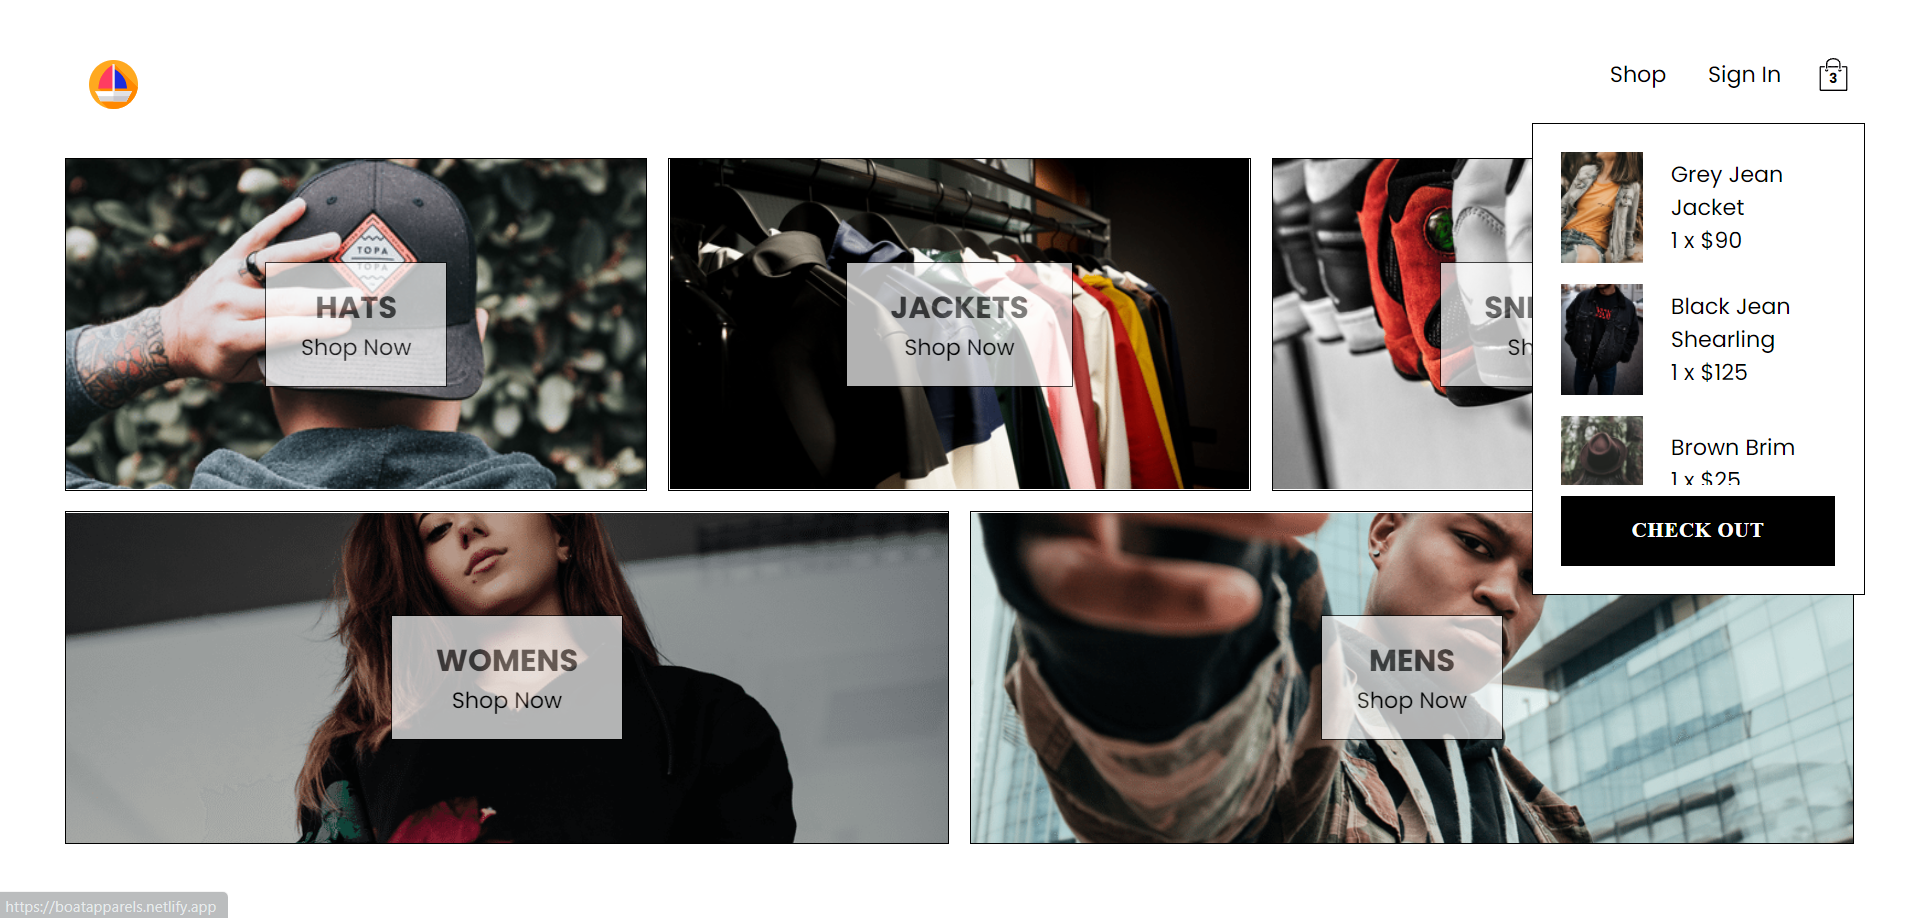 Shop
Sign In
3
TOPA
TOPA
HATS
Shop Now
JACKETS
Shop Now
SN
Sh
Grey Jean
Jacket
1 x $90
Black Jean
Shearling
1 x $125
Brown Brim
1 x $25
CHECK OUT
WOMENS
Shop Now
MENS
Shop Now
https://boatapparels.netlify.app